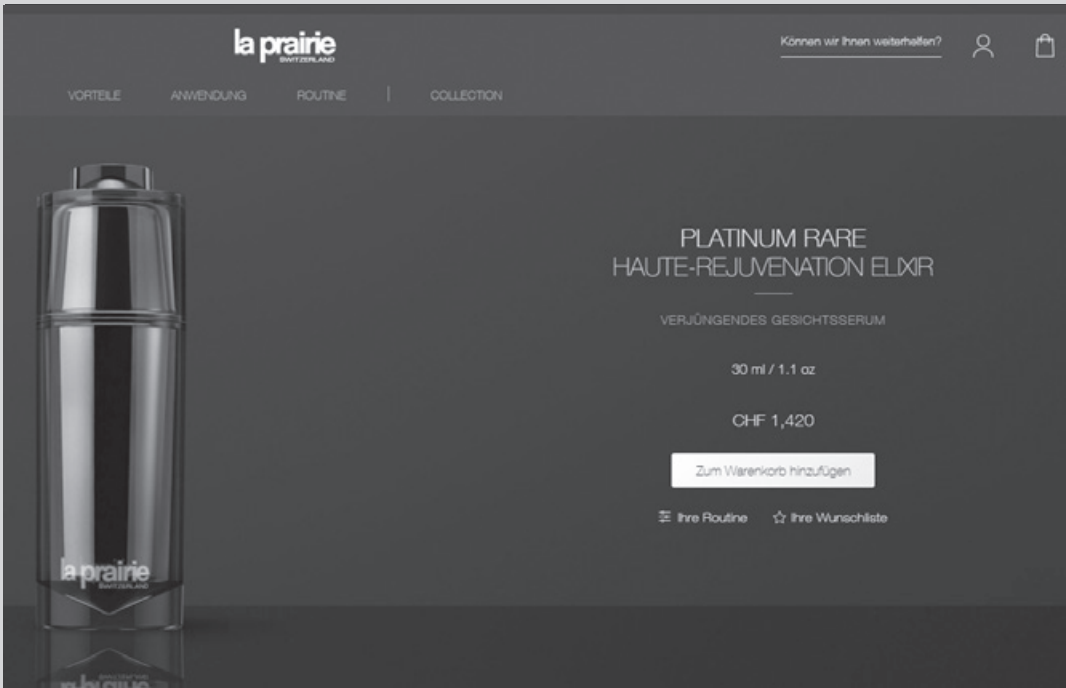 la prairie
SWITZERLAND
Können wir Ihnen weiterhelfen?
VORTEILE
ANWENDUNG
ROUTINE
COLLECTION
PLATINUM RARE
HAUTE-REJUVENATION ELIXIR
VERJÜNGENDES GESICHTSSERUM
30 ml / 1.1 oz
CHF 1,420
Zum Warenkorb hinzufügen
Ihre Routine
Ihre Wunschliste
la prairie
SWITZERLAND